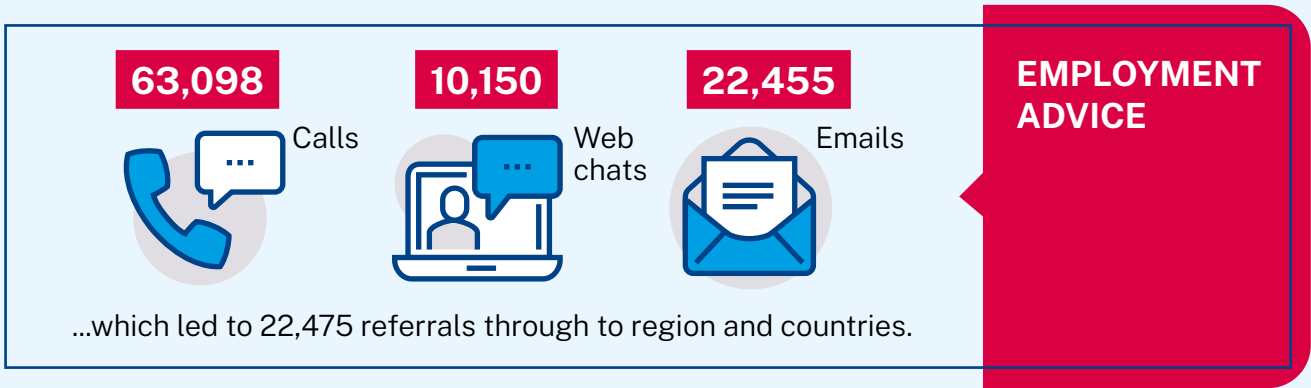 63,098
Calls
10,150
Web
chats
22,455
Emails
EMPLOYMENT
ADVICE
...which led to 22,475 referrals through to region and countries.